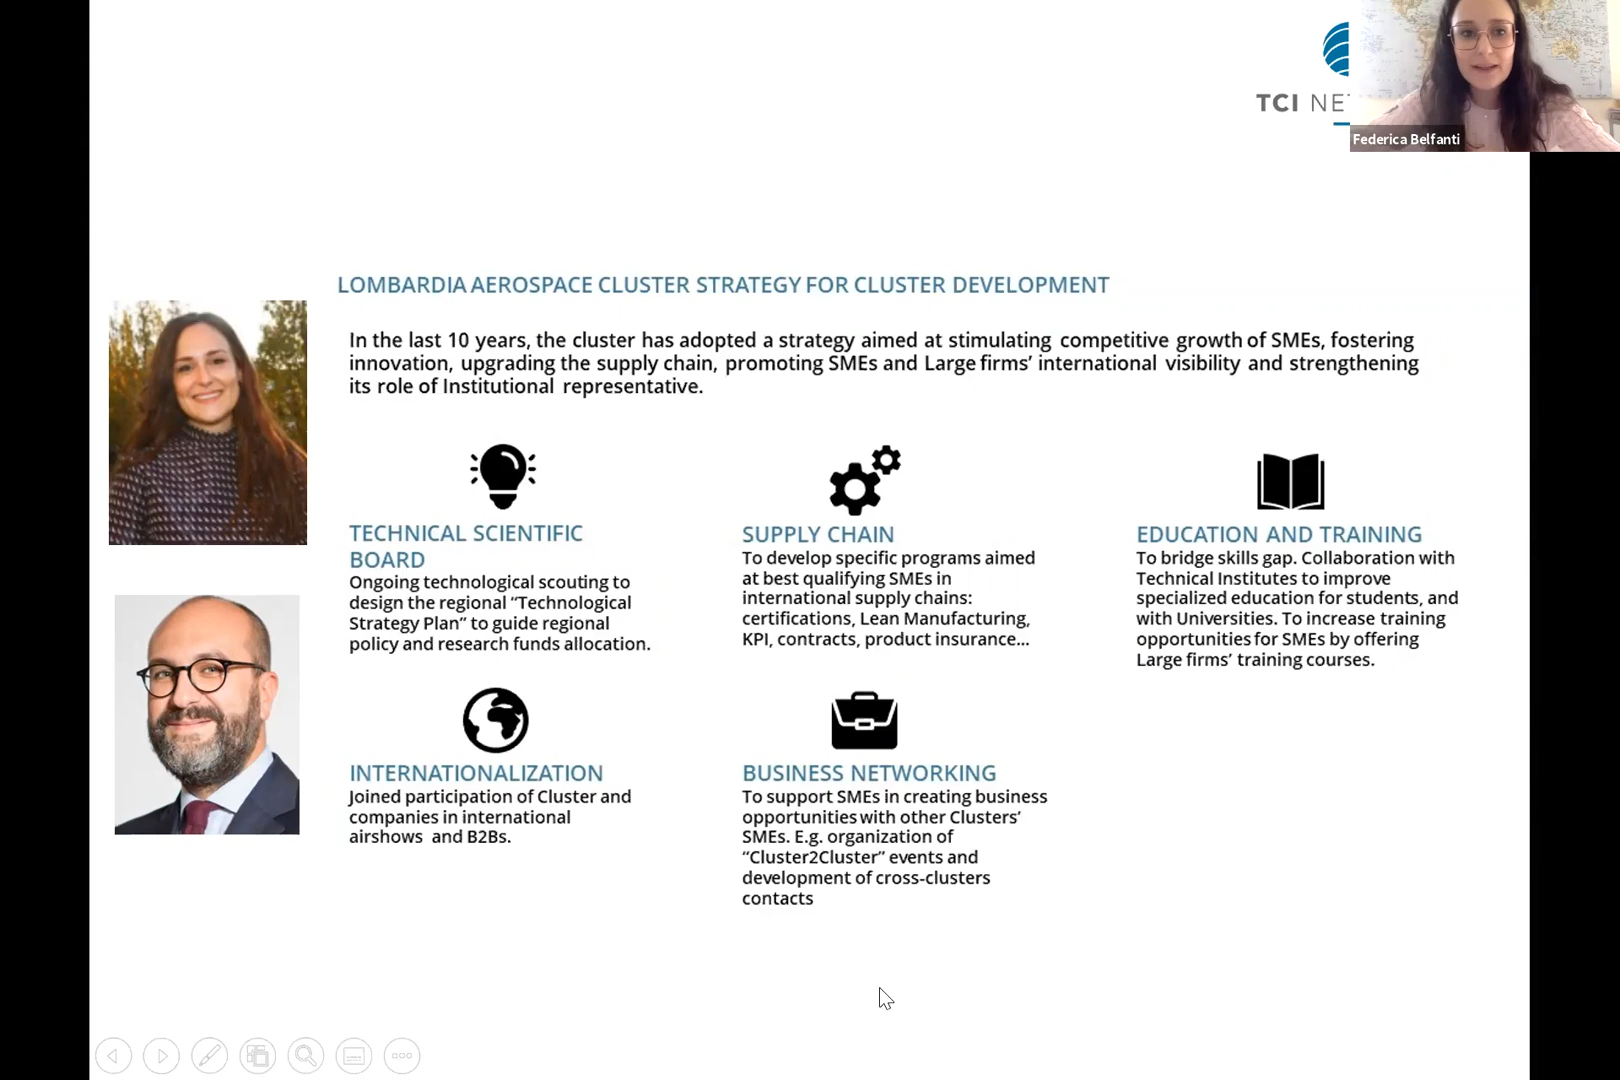 TCI NE
Federica Belfanti
LOMBARDIA AEROSPACE CLUSTER STRATEGY FOR CLUSTER DEVELOPMENT
In the last 10 years, the cluster has adopted a strategy aimed at stimulating competitive growth of SMEs, fostering
innovation, upgrading the supply chain, promoting SMEs and Large firms’ international visibility and strengthening
its role of Institutional representative.
TECHNICAL SCIENTIFIC
BOARD
Ongoing technological scouting to
design the regional “Technological
Strategy Plan” to guide regional
policy and research funds allocation.
SUPPLY CHAIN
To develop specific programs aimed
at best qualifying SMEs in
international supply chains:
certifications, Lean Manufacturing,
KPI, contracts, product insurance...
EDUCATION AND TRAINING
To bridge skills gap. Collaboration with
Technical Institutes to improve
specialized education for students, and
with Universities. To increase training
opportunities for SMEs by offering
Large firms’ training courses.
INTERNATIONALIZATION
Joined participation of Cluster and
companies in international
airshows and B2Bs.
BUSINESS NETWORKING
To support SMEs in creating business
opportunities with other Clusters’
SMEs. E.g. organization of
“Cluster2Cluster” events and
development of cross-clusters
contacts